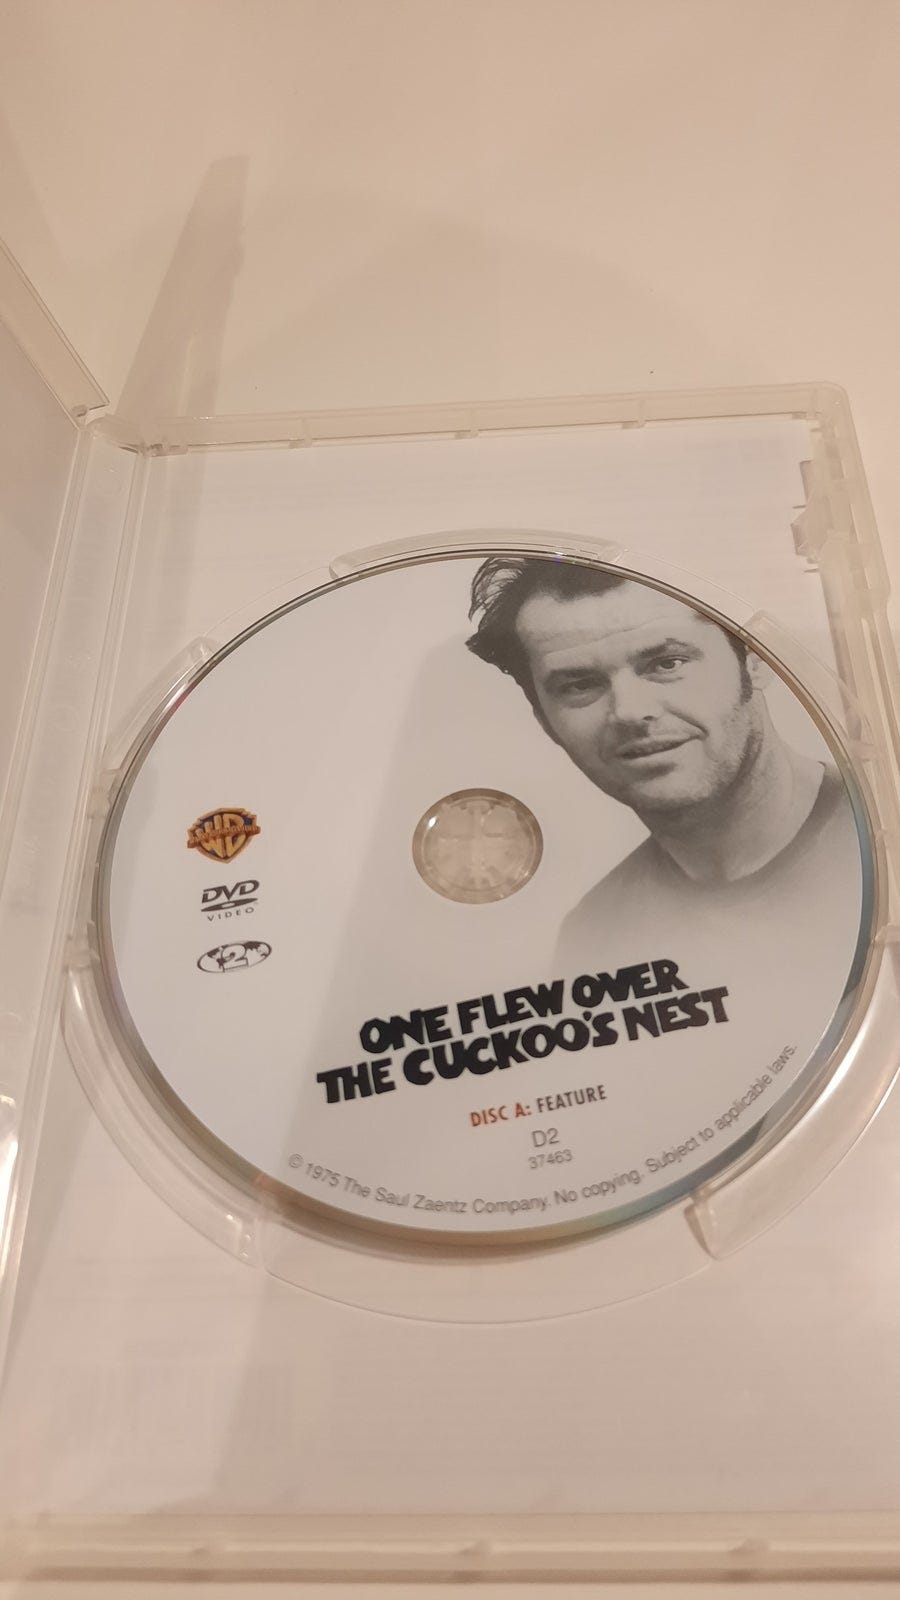 WB
DVD
VIDEO
2
ONE FLEW OVER
THE CUCKOO'S NEST
DISC A: FEATURE
D2
37463
© 1975 The Saul Zaentz Company. No copying. Subject to applicable laws.